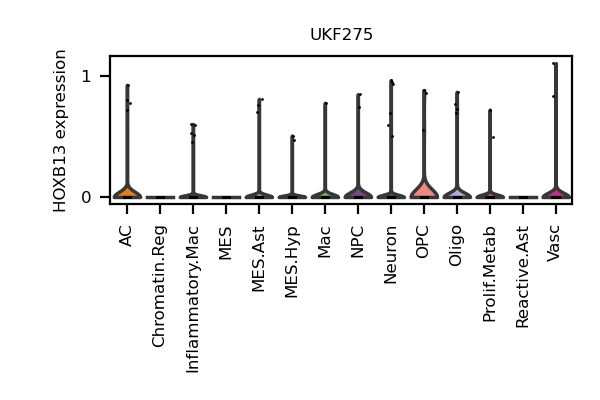 UKF275
HOXB13 expression
1
0
AC
Chromatin.Reg
Inflammatory.Mac
MES
MES.Ast
MES.Hyp
Mac
NPC
Neuron
OPC
Oligo
Prolif.Metab
Reactive.Ast
Vasc